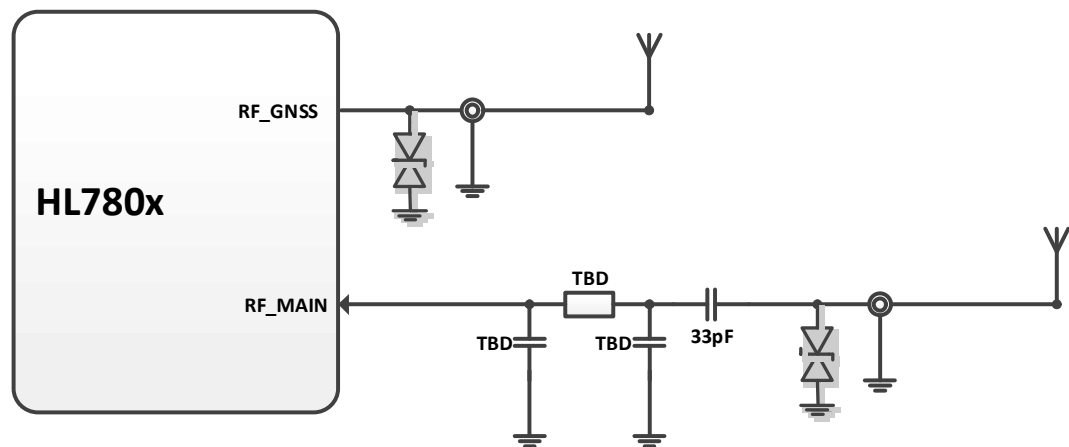 RF_GNSS
HL780x
RF_MAIN
TBD
TBD
TBD
33pF